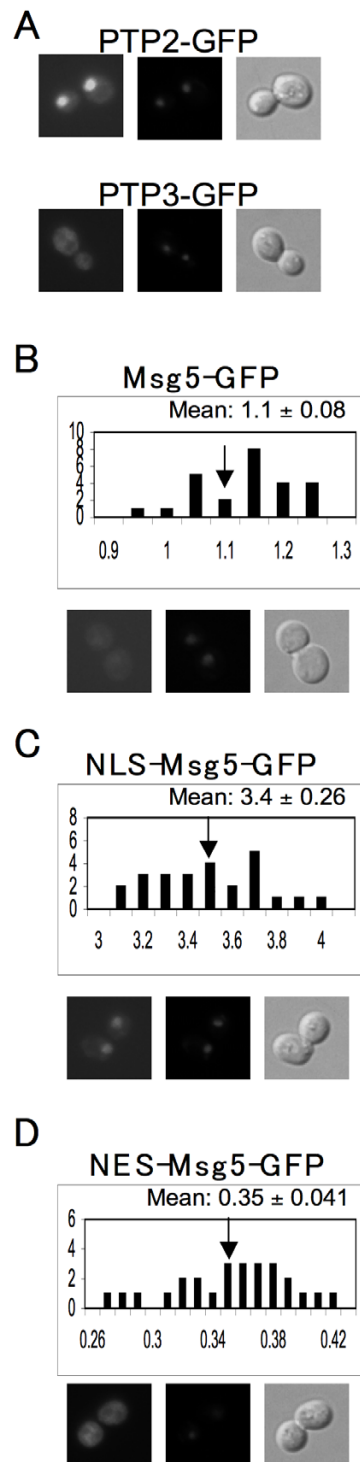 A
PTP2-GFP
PTP3-GFP
B
Msg5-GFP
Mean: 1.1 ± 0.08
10
8
6
4
2
0
0.9 1 1.1 1.2 1.3
C
NLS-Msg5-GFP
Mean: 3.4 ± 0.26
8
6
4
2
0
3 3.2 3.4 3.6 3.8 4
D
NES-Msg5-GFP
Mean: 0.35 ± 0.041
6
4
2
0
0.26 0.3 0.34 0.38 0.42